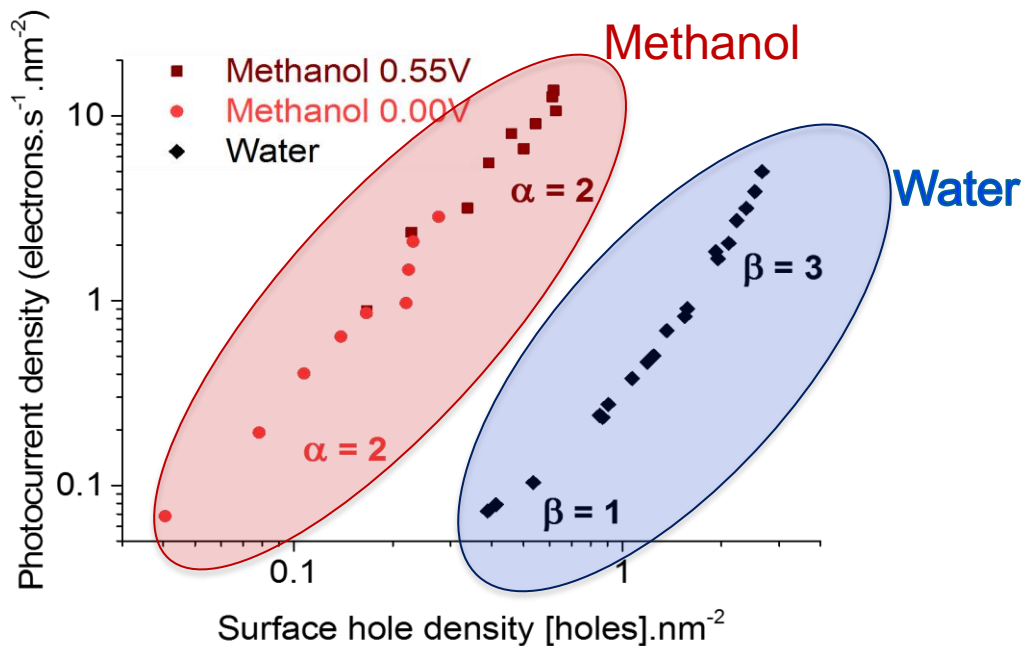 Methanol
Methanol 0.55V
Methanol 0.00V
Water
10
1
0.1
α = 2
Water
β = 3
α = 2
β = 1
0.1
1
Photocurrent density (electrons.s⁻¹.nm⁻²)
Surface hole density [holes].nm⁻²